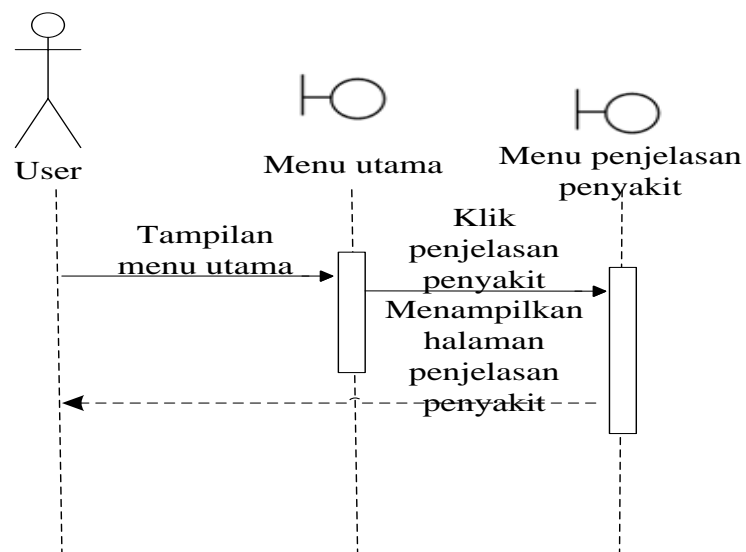 User
Menu utama
Menu penjelasan
penyakit
Tampilan
menu utama
Klik
penjelasan
penyakit
Menampilkan
halaman
penjelasan
penyakit